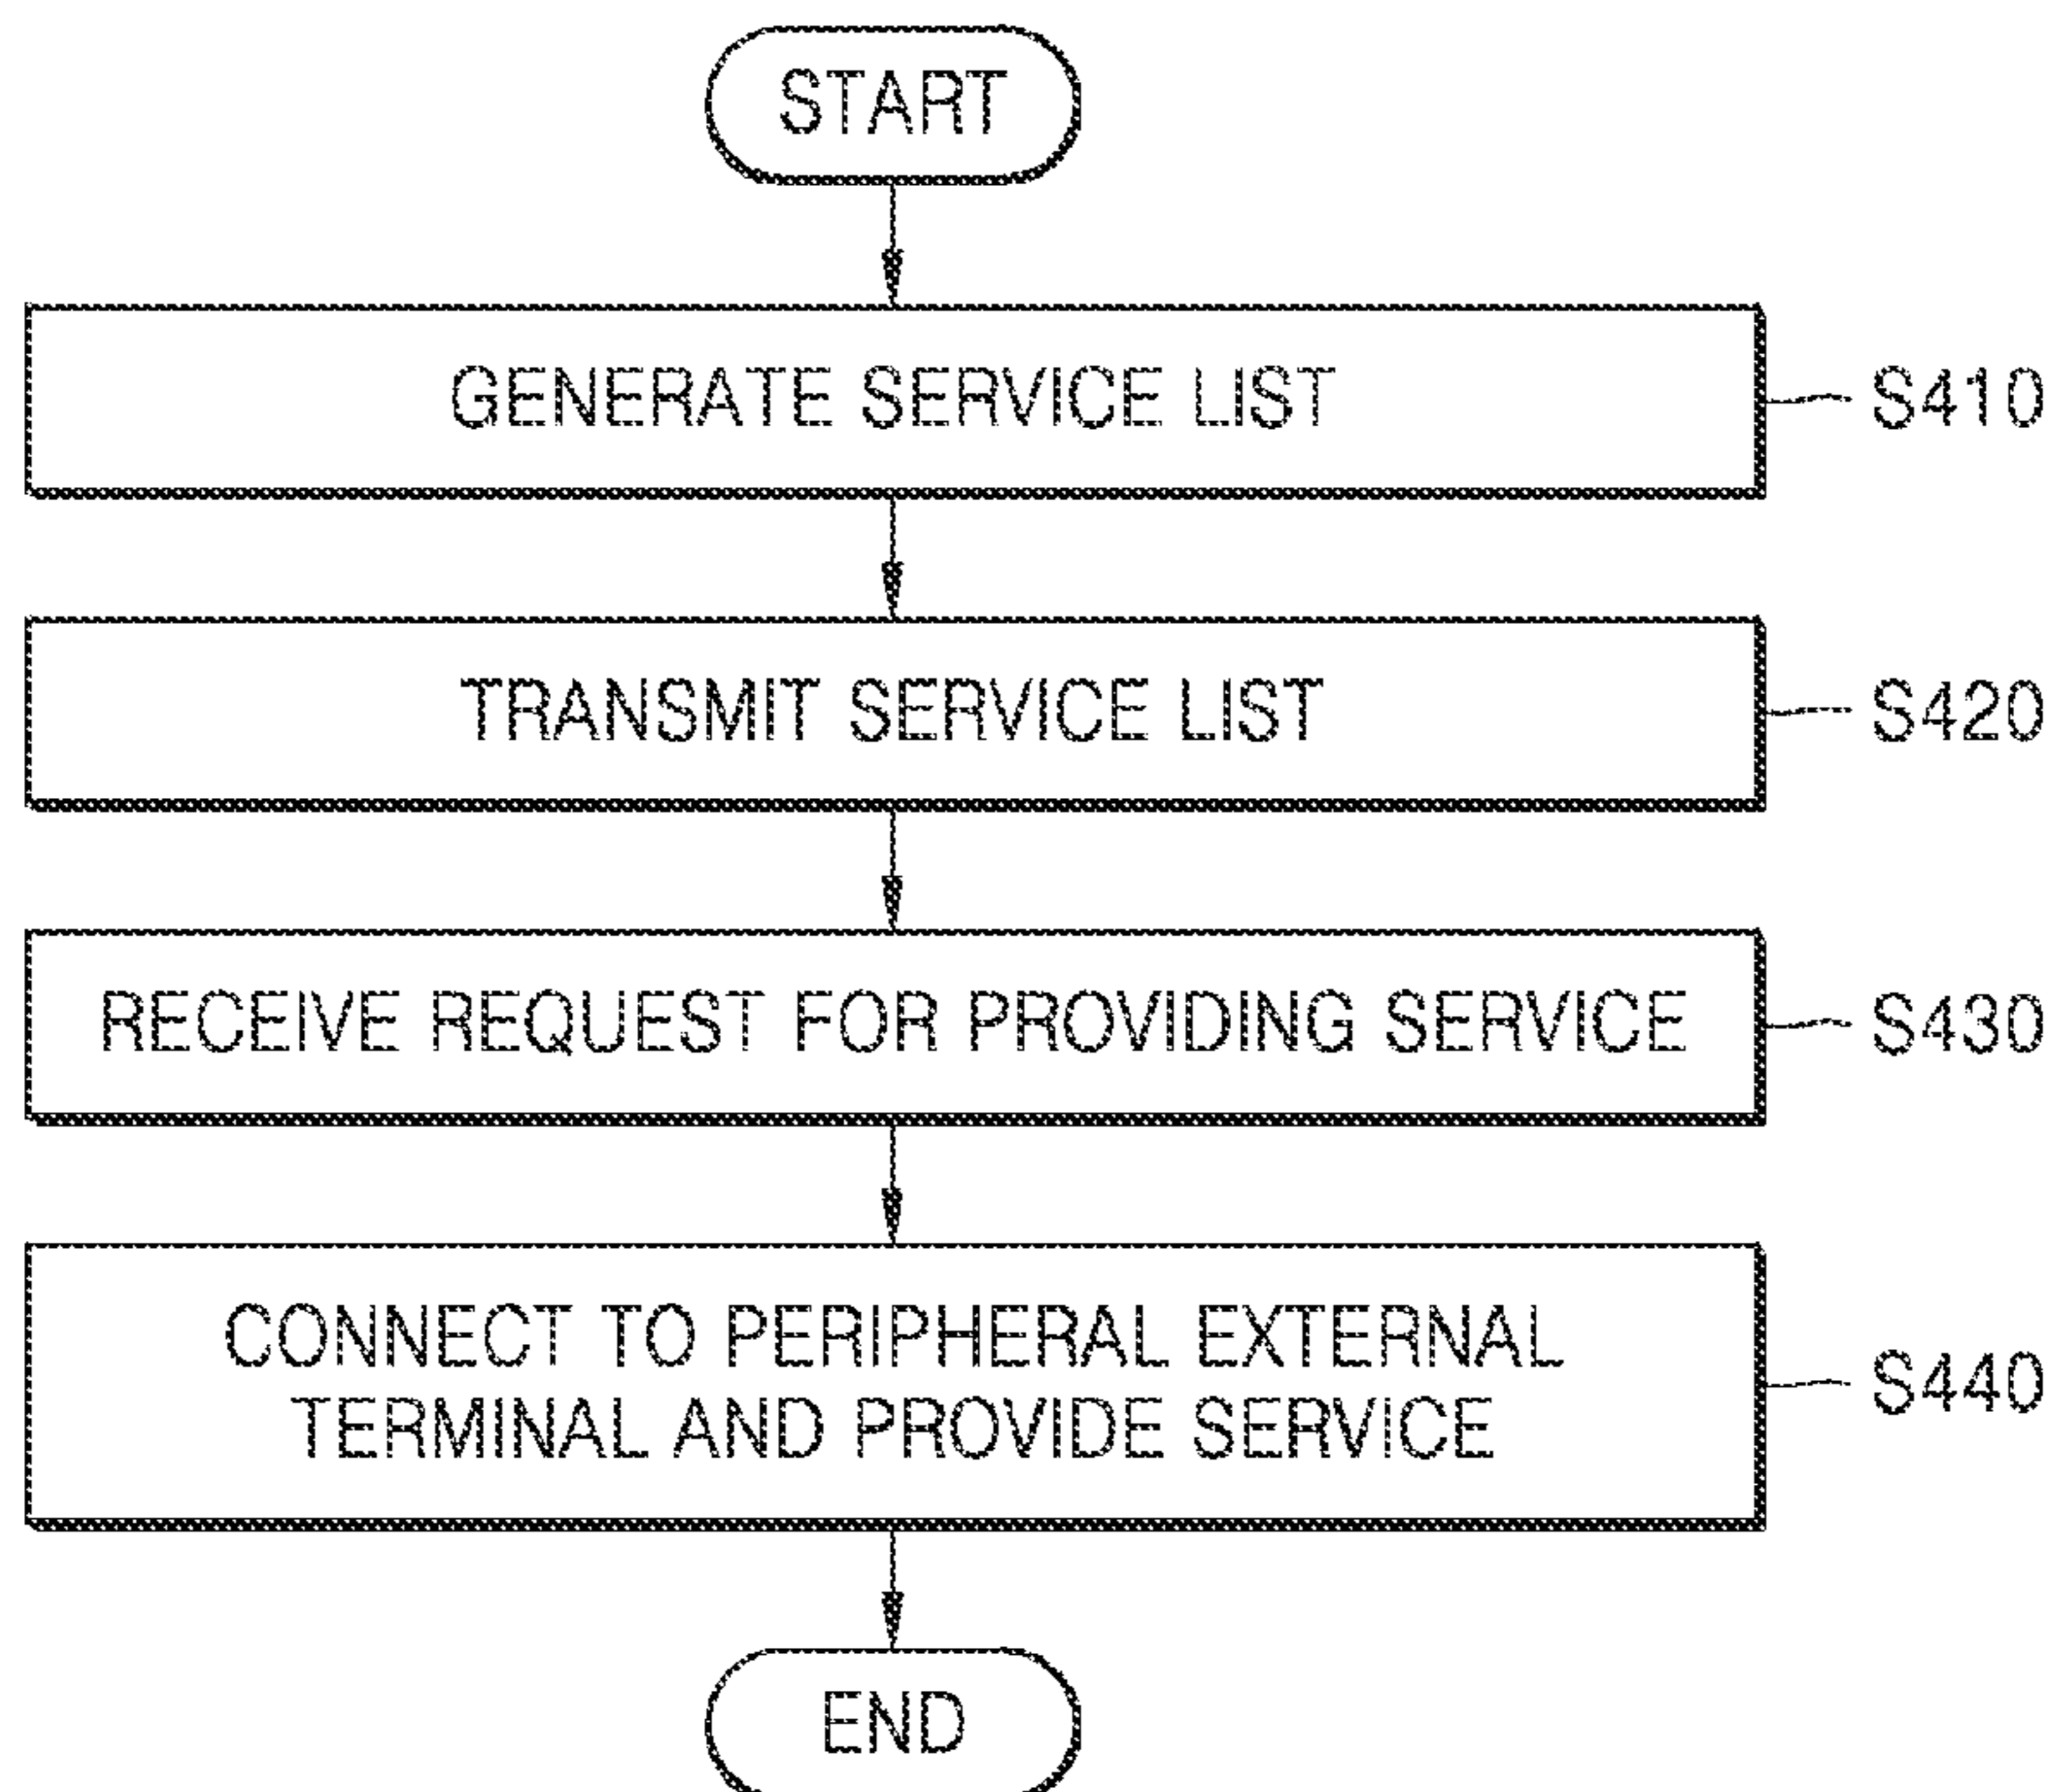 START
GENERATE SERVICE LIST
S410
TRANSMIT SERVICE LIST
S420
RECEIVE REQUEST FOR PROVIDING SERVICE
S430
CONNECT TO PERIPHERAL EXTERNAL
TERMINAL AND PROVIDE SERVICE
S440
END